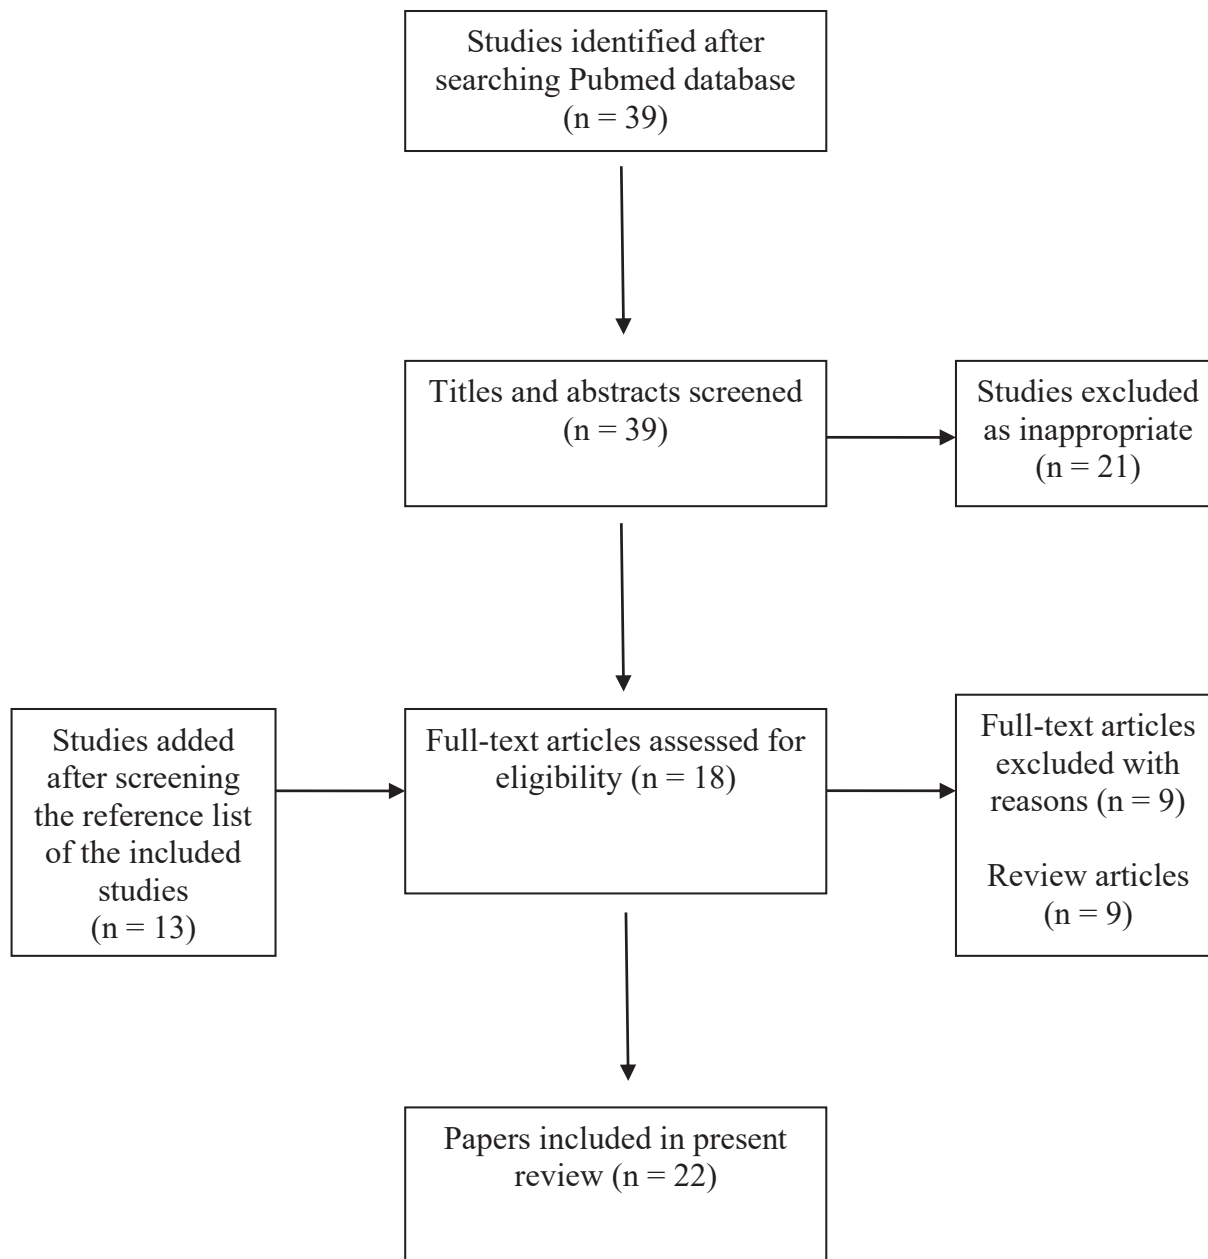 Studies identified after
searching Pubmed database
(n = 39)
Titles and abstracts screened
(n = 39)
Studies excluded
as inappropriate
(n = 21)
Studies added
after screening
the reference list
of the included
studies
(n = 13)
Full-text articles assessed for
eligibility (n = 18)
Full-text articles
excluded with
reasons (n = 9)
Review articles
(n = 9)
Papers included in present
review (n = 22)